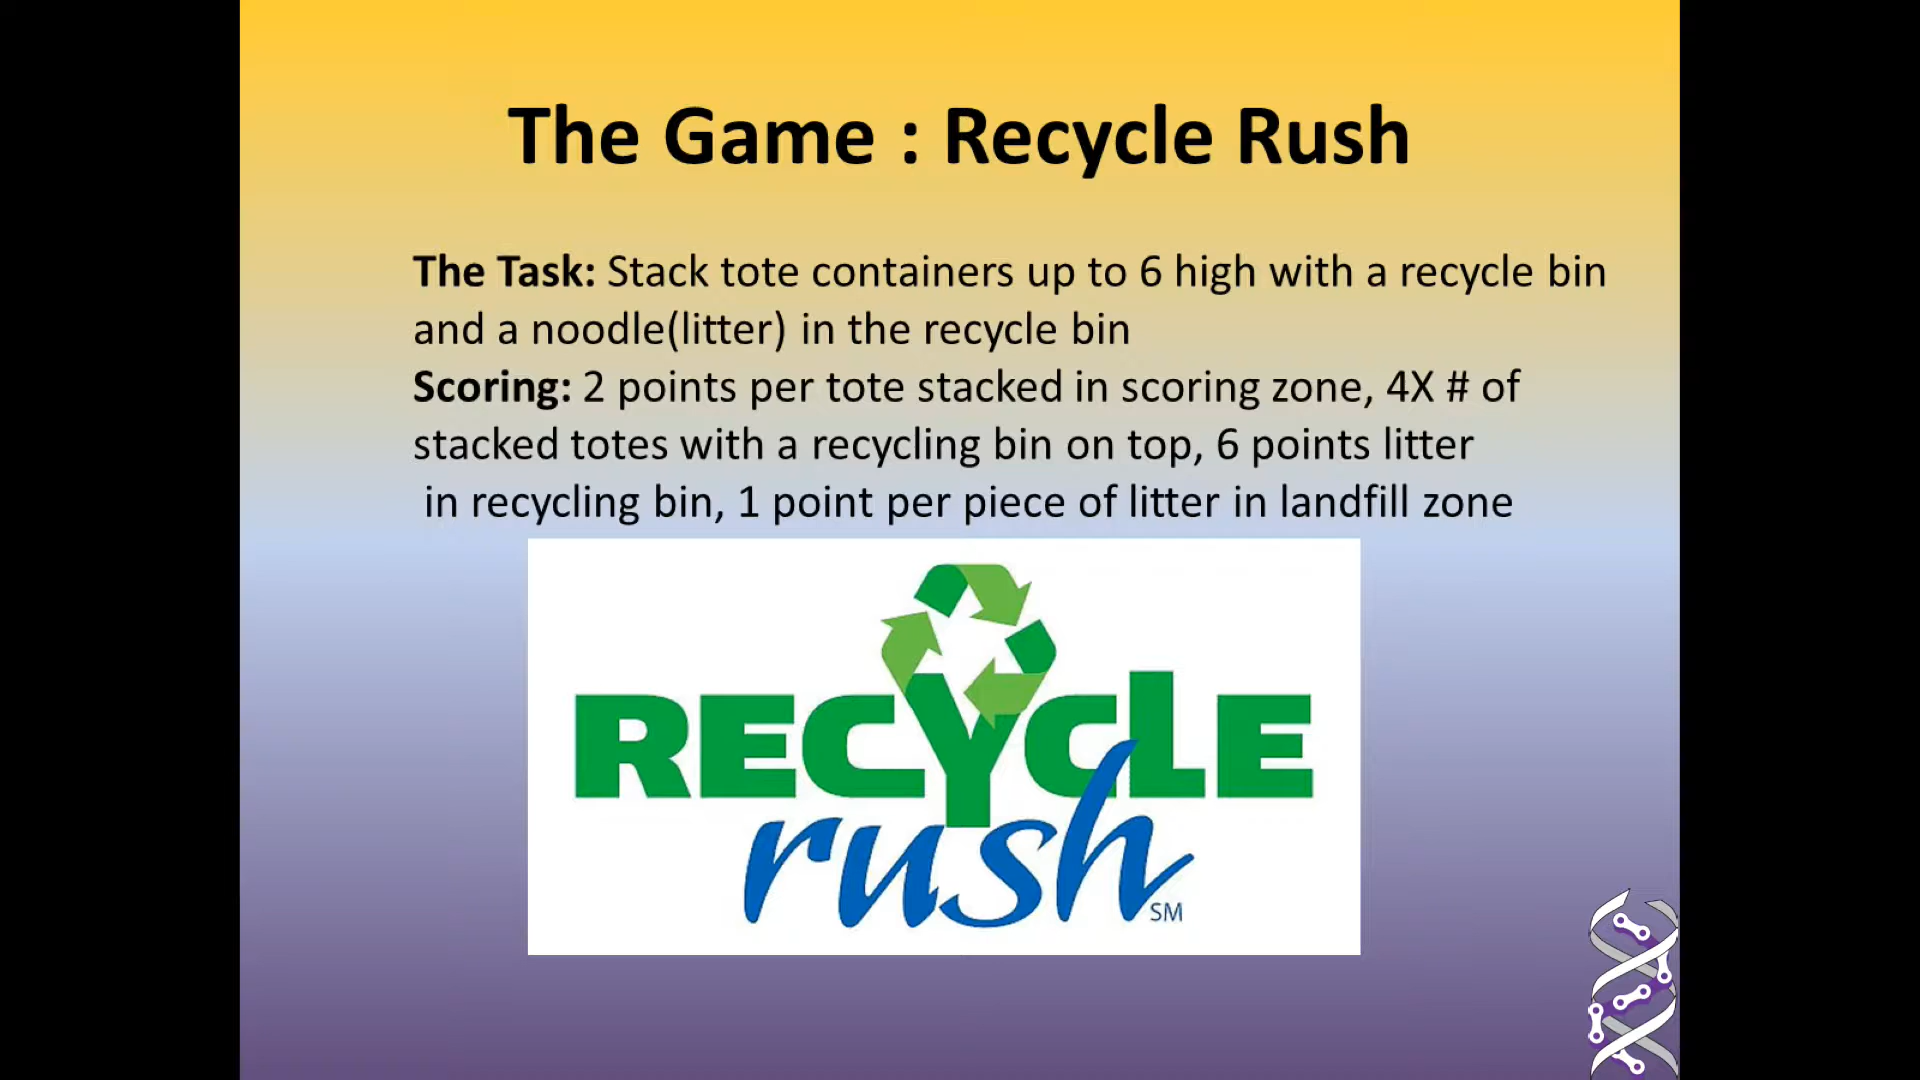 The Game : Recycle Rush
The Task: Stack tote containers up to 6 high with a recycle bin
and a noodle(litter) in the recycle bin
Scoring: 2 points per tote stacked in scoring zone, 4X # of
stacked totes with a recycling bin on top, 6 points litter
in recycling bin, 1 point per piece of litter in landfill zone
RECYCLE
rush SM